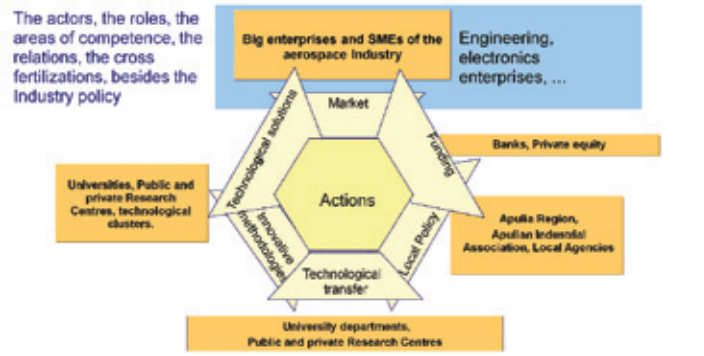 The actors, the roles, the
areas of competence, the
relations, the cross
fertilizations, besides the
Industry policy
Big enterprises and SMEs of the
aerospace Industry
Engineering,
electronics
enterprises, ...
Market
Technological solutions
Funding
Banks, Private equity
Universities, Public and
private Research
Centres, technological
clusters.
Actions
Apulia Region,
Apulian Industrial
Association, Local Agencies
Innovative
methodologies
Local Policy
Technological
transfer
University departments,
Public and private Research Centres